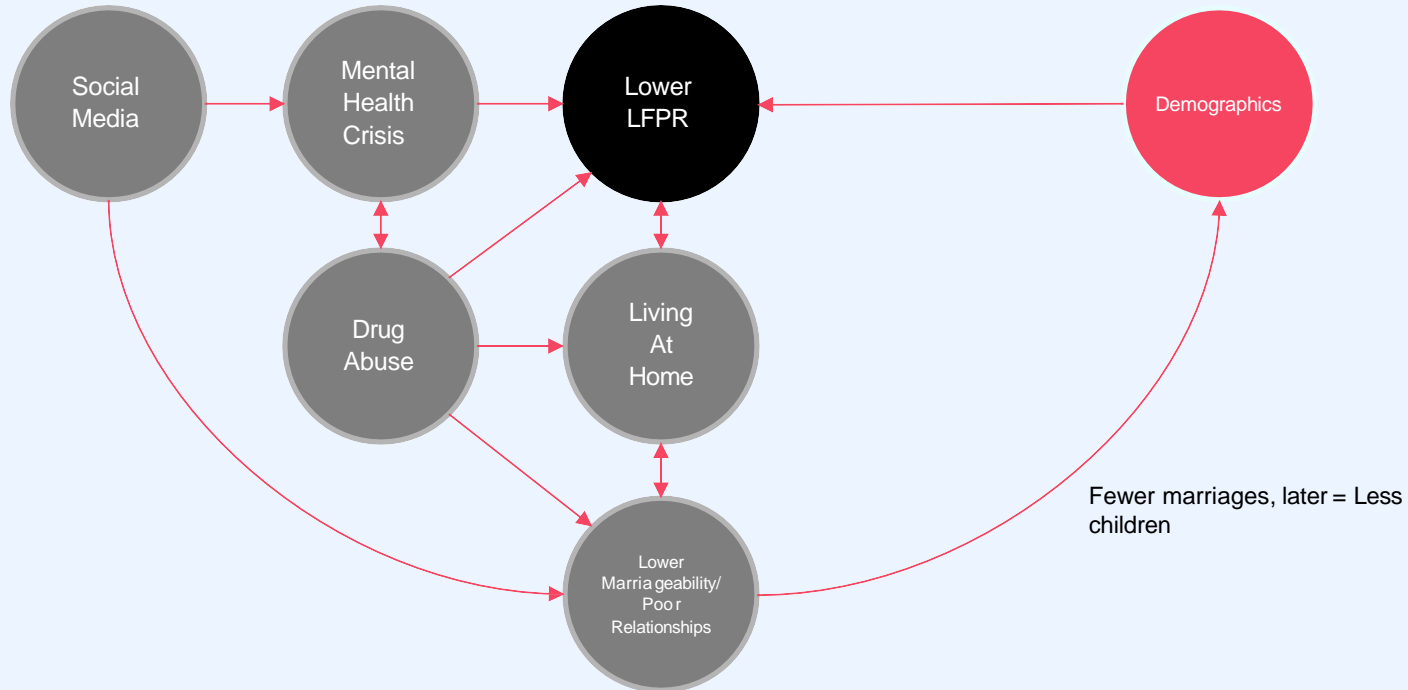 Social
Media
Mental
Health
Crisis
Lower
LFPR
Demographics
Drug
Abuse
Living
At
Home
Fewer marriages, later = Less
children
Lower
Marria geability/
Poo r
Relationships